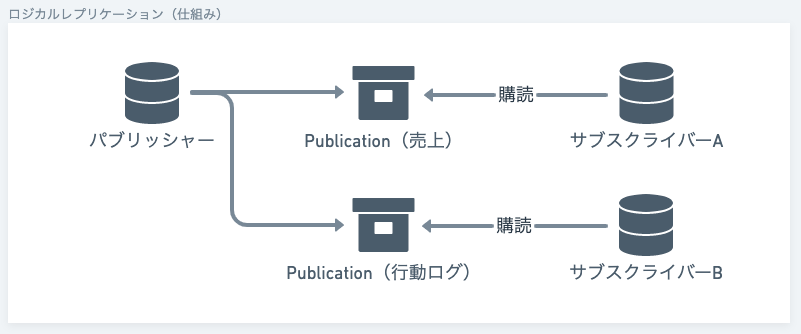 ロジカルレプリケーション（仕組み）
購読
パブリッシャー
Publication（売上）
サブスクライバーA
購読
Publication（行動ログ）
サブスクライバーB